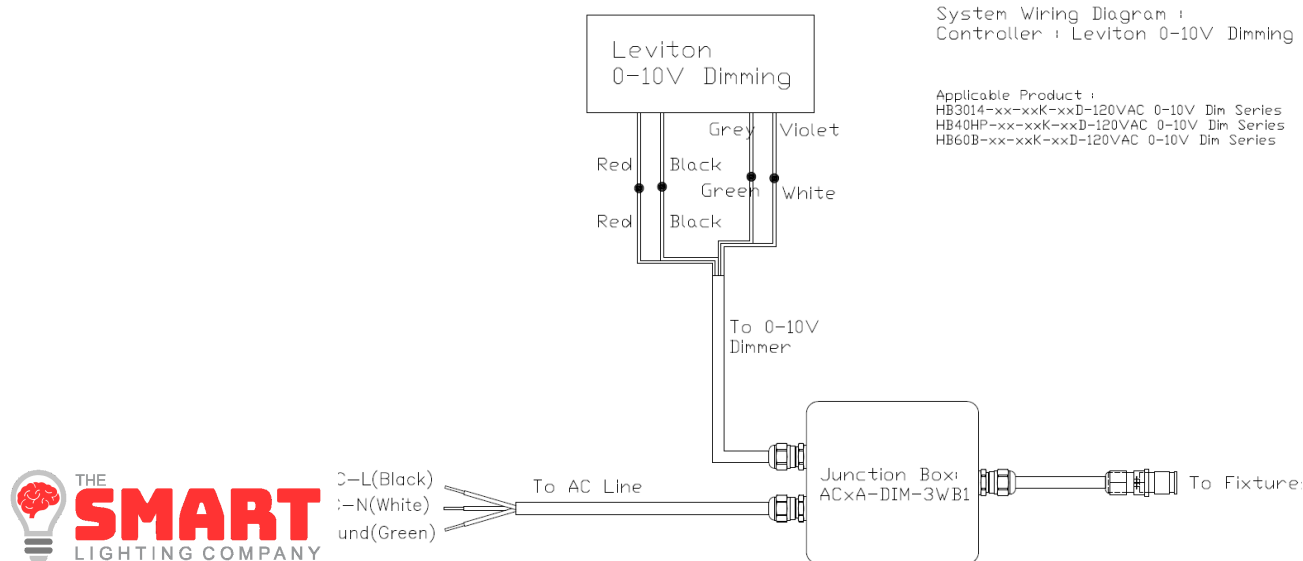 System Wiring Diagram :
Controller : Leviton 0-10V Dimming
Applicable Product :
HB3014-xx-xxK-xxD-120VAC 0-10V Dim Series
HB40HP-xx-xxK-xxD-120VAC 0-10V Dim Series
HB60B-xx-xxK-xxD-120VAC 0-10V Dim Series
Leviton
0-10V Dimming
Grey Violet
Red Black
Green White
Red Black
To 0-10V
Dimmer
Junction Box:
ACxA-DIM-3WB1
To Fixture
To AC Line
C-L(Black)
C-N(White)
und(Green)
THE
SMART
LIGHTING COMPANY